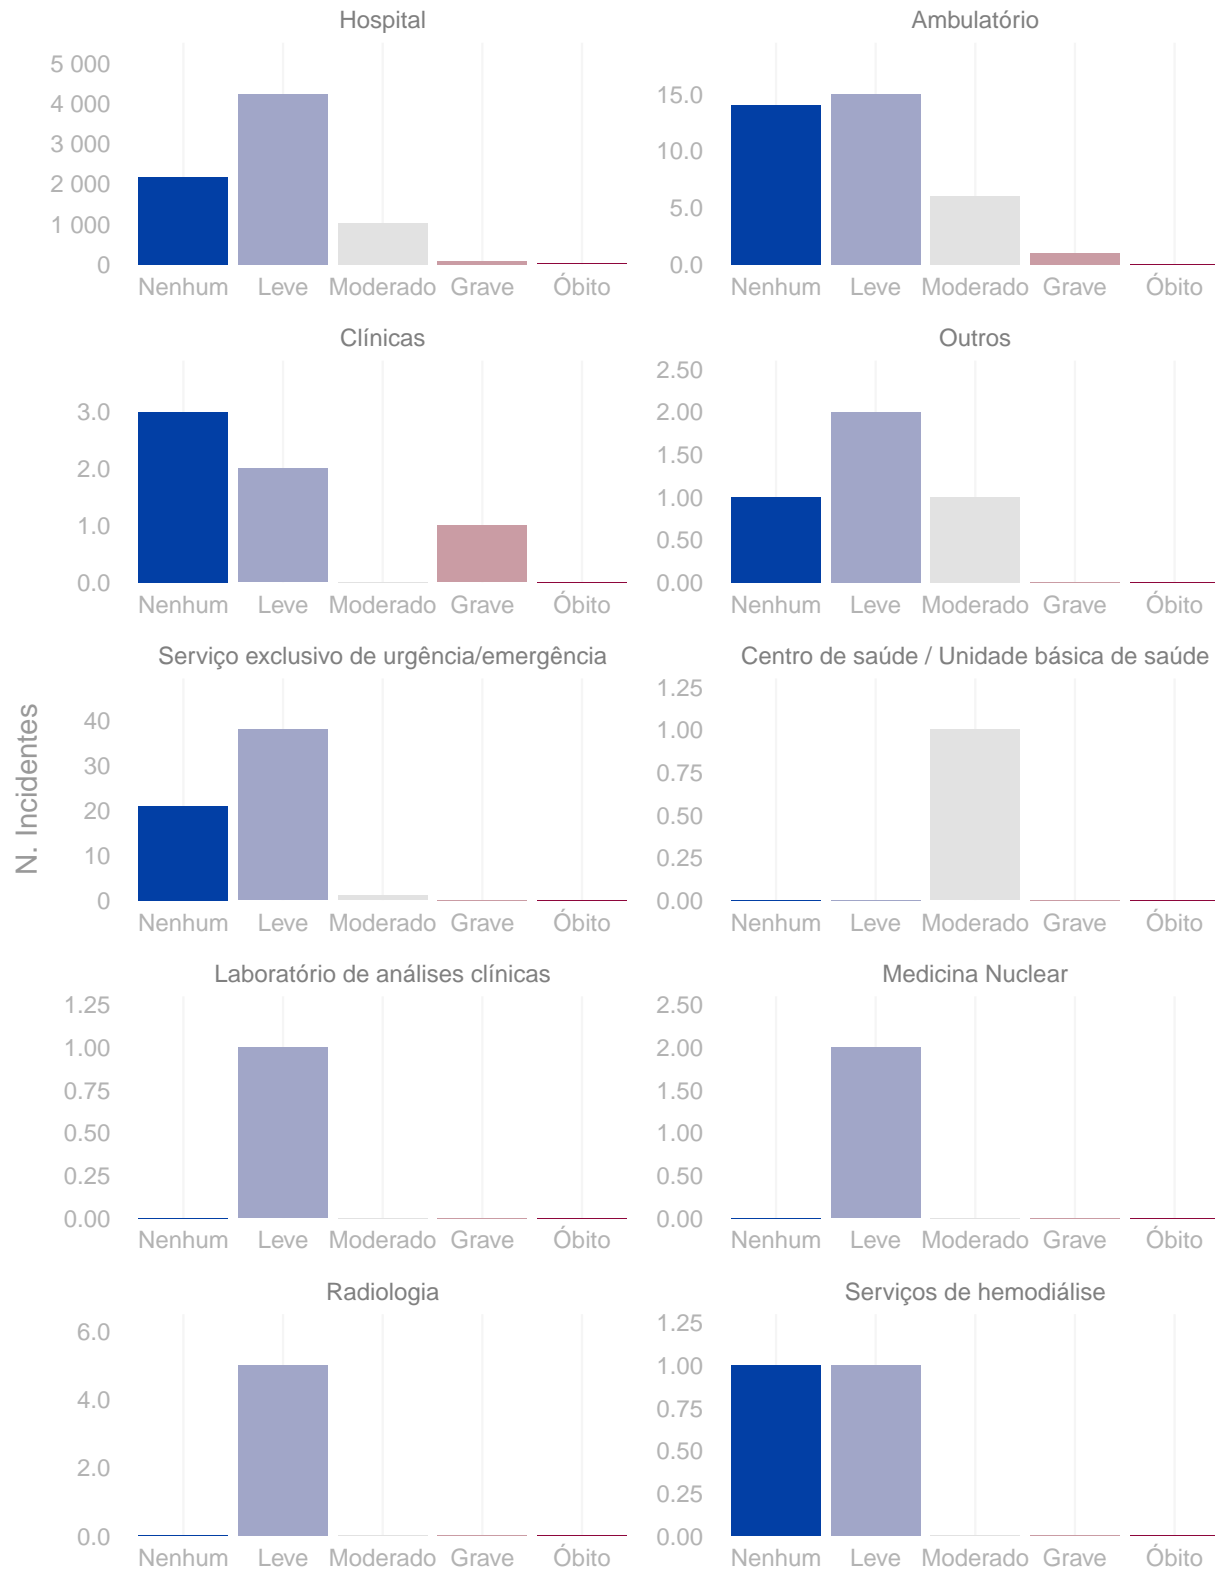 Hospital
5 000
4 000
3 000
2 000
1 000
0
Nenhum Leve Moderado Grave Óbito
Ambulatório
15.0
10.0
5.0
0.0
Nenhum Leve Moderado Grave Óbito
Clínicas
3.0
2.0
1.0
0.0
Nenhum Leve Moderado Grave Óbito
Outros
2.50
2.00
1.50
1.00
0.50
0.00
Nenhum Leve Moderado Grave Óbito
N. Incidentes
Serviço exclusivo de urgência/emergência
40
30
20
10
0
Nenhum Leve Moderado Grave Óbito
Centro de saúde / Unidade básica de saúde
1.25
1.00
0.75
0.50
0.25
0.00
Nenhum Leve Moderado Grave Óbito
Laboratório de análises clínicas
1.25
1.00
0.75
0.50
0.25
0.00
Nenhum Leve Moderado Grave Óbito
Medicina Nuclear
2.50
2.00
1.50
1.00
0.50
0.00
Nenhum Leve Moderado Grave Óbito
Radiologia
6.0
4.0
2.0
0.0
Nenhum Leve Moderado Grave Óbito
Serviços de hemodiálise
1.25
1.00
0.75
0.50
0.25
0.00
Nenhum Leve Moderado Grave Óbito